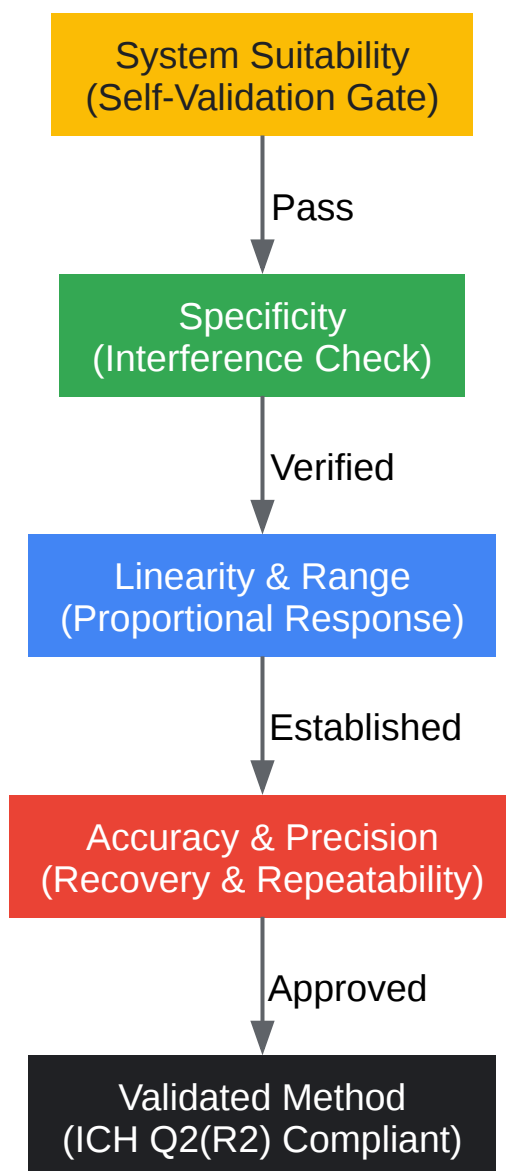 System Suitability
(Self-Validation Gate)
Pass
Specificity
(Interference Check)
Verified
Linearity & Range
(Proportional Response)
Established
Accuracy & Precision
(Recovery & Repeatability)
Approved
Validated Method
(ICH Q2(R2) Compliant)